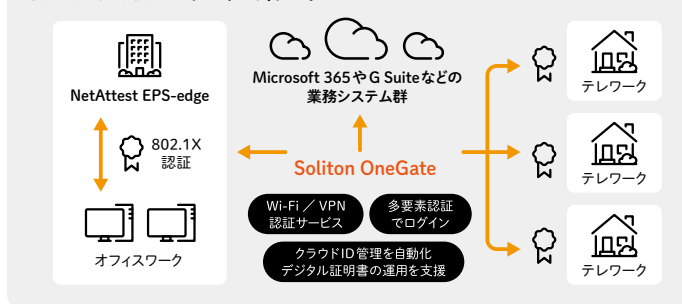 NetAttest EPS-edge
802.1X
認証
オフィスワーク
Microsoft 365やG Suiteなどの
業務システム群
Soliton OneGate
Wi-Fi ／ VPN
認証サービス
多要素認証
でログイン
クラウドID管理を自動化
デジタル証明書の運用を支援
テレワーク
テレワーク
テレワーク